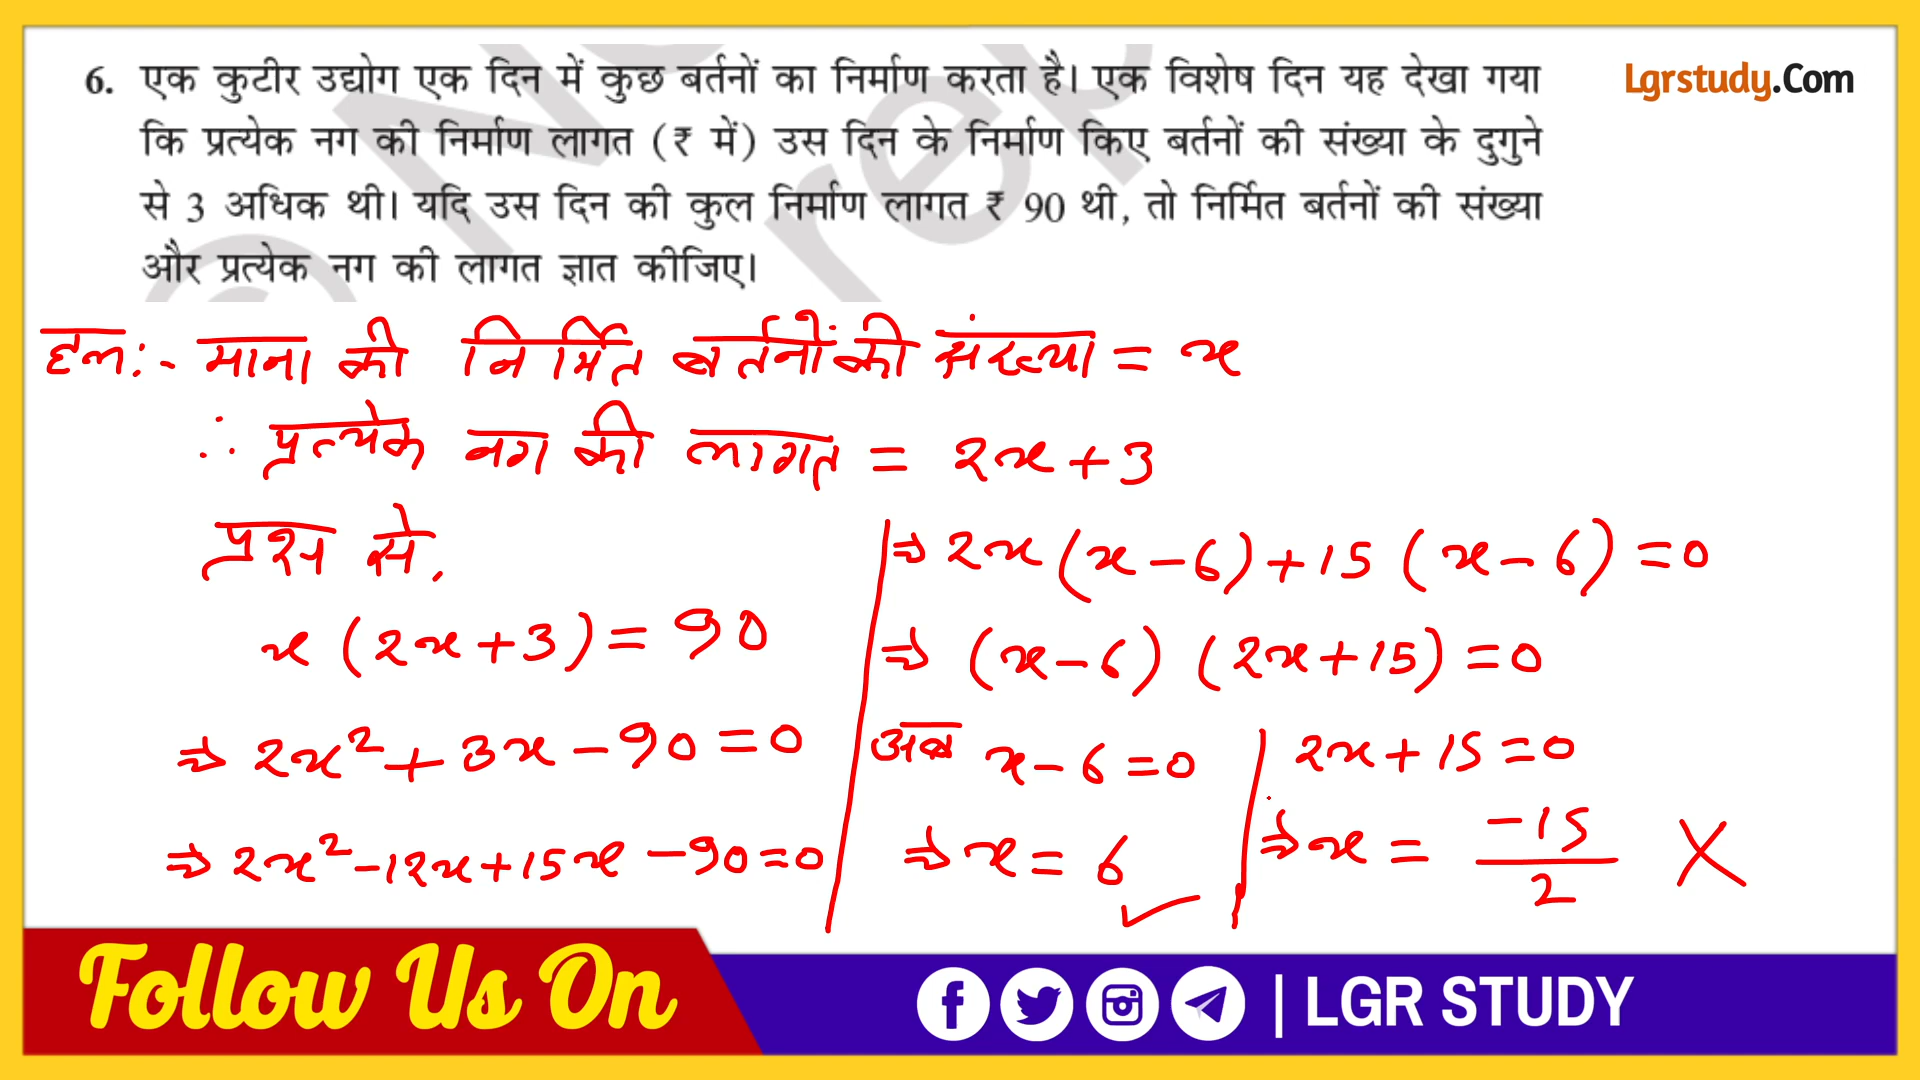 6. एक कुटीर उद्योग एक दिन में कुछ बर्तनों का निर्माण करता है। एक विशेष दिन यह देखा गया
कि प्रत्येक नग की निर्माण लागत (₹ में) उस दिन के निर्माण किए बर्तनों की संख्या के दुगुने
से 3 अधिक थी। यदि उस दिन की कुल निर्माण लागत ₹ 90 थी, तो निर्मित बर्तनों की संख्या
और प्रत्येक नग की लागत ज्ञात कीजिए।
Lgrstudy.Com
हल:- माना की निर्मित बर्तनों की संख्या = x
∴ प्रत्येक नग की लागत = 2x+3
प्रश्न से,
x (2x+3) = 90
⇒ 2x²+3x-90=0
⇒ 2x²-12x+15x-90=0
⇒ 2x(x-6)+15(x-6)=0
⇒ (x-6) (2x+15)=0
अब x-6=0
⇒ x = 6 ✓
2x+15=0
⇒ x = -15/2 ×
Follow Us On
| LGR STUDY